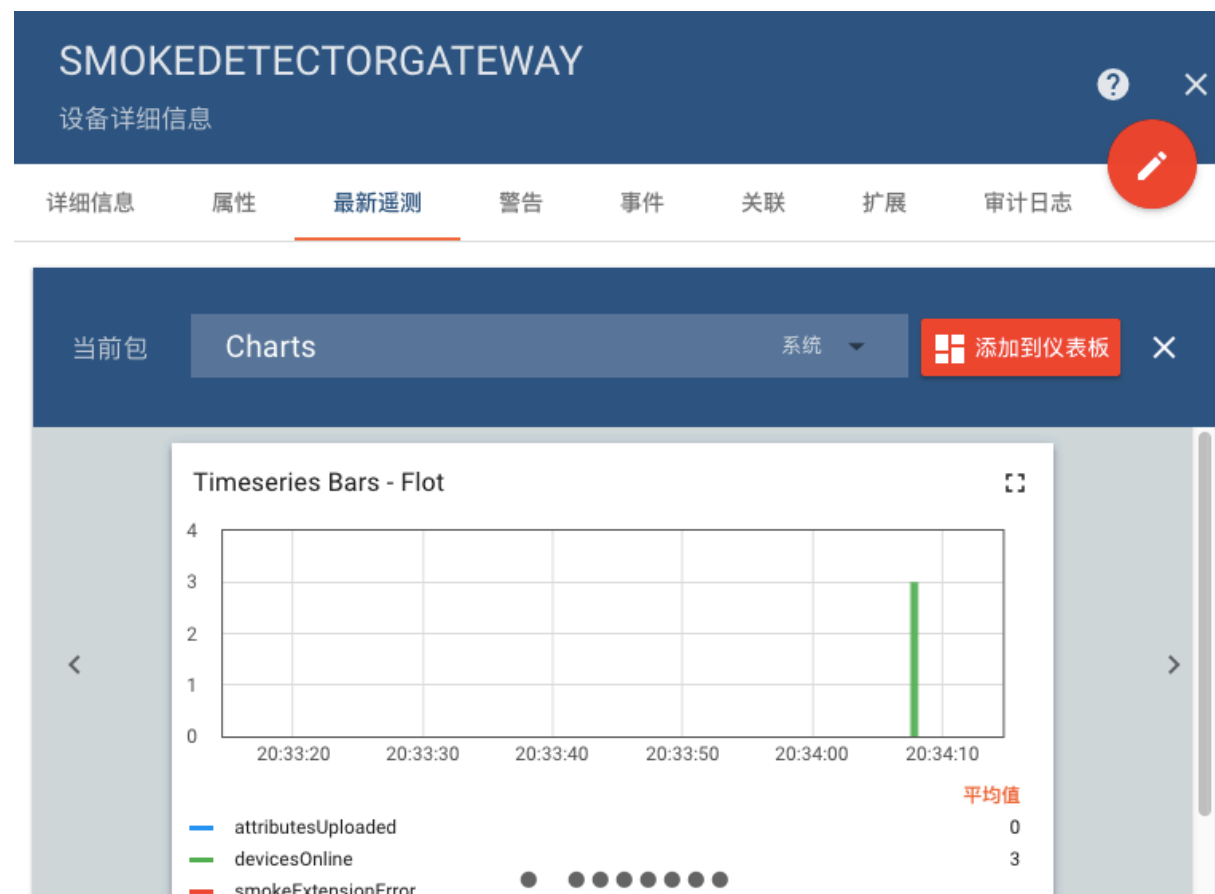 SMOKEDETECTORGATEWAY
设备详细信息
详细信息 属性 最新遥测 警告 事件 关联 扩展 审计日志
当前包 Charts 系统 添加到仪表板
Timeseries Bars - Flot
4
3
2
1
0
20:33:20 20:33:30 20:33:40 20:33:50 20:34:00 20:34:10
平均值
attributesUploaded 0
devicesOnline 3
smokeExtensionError